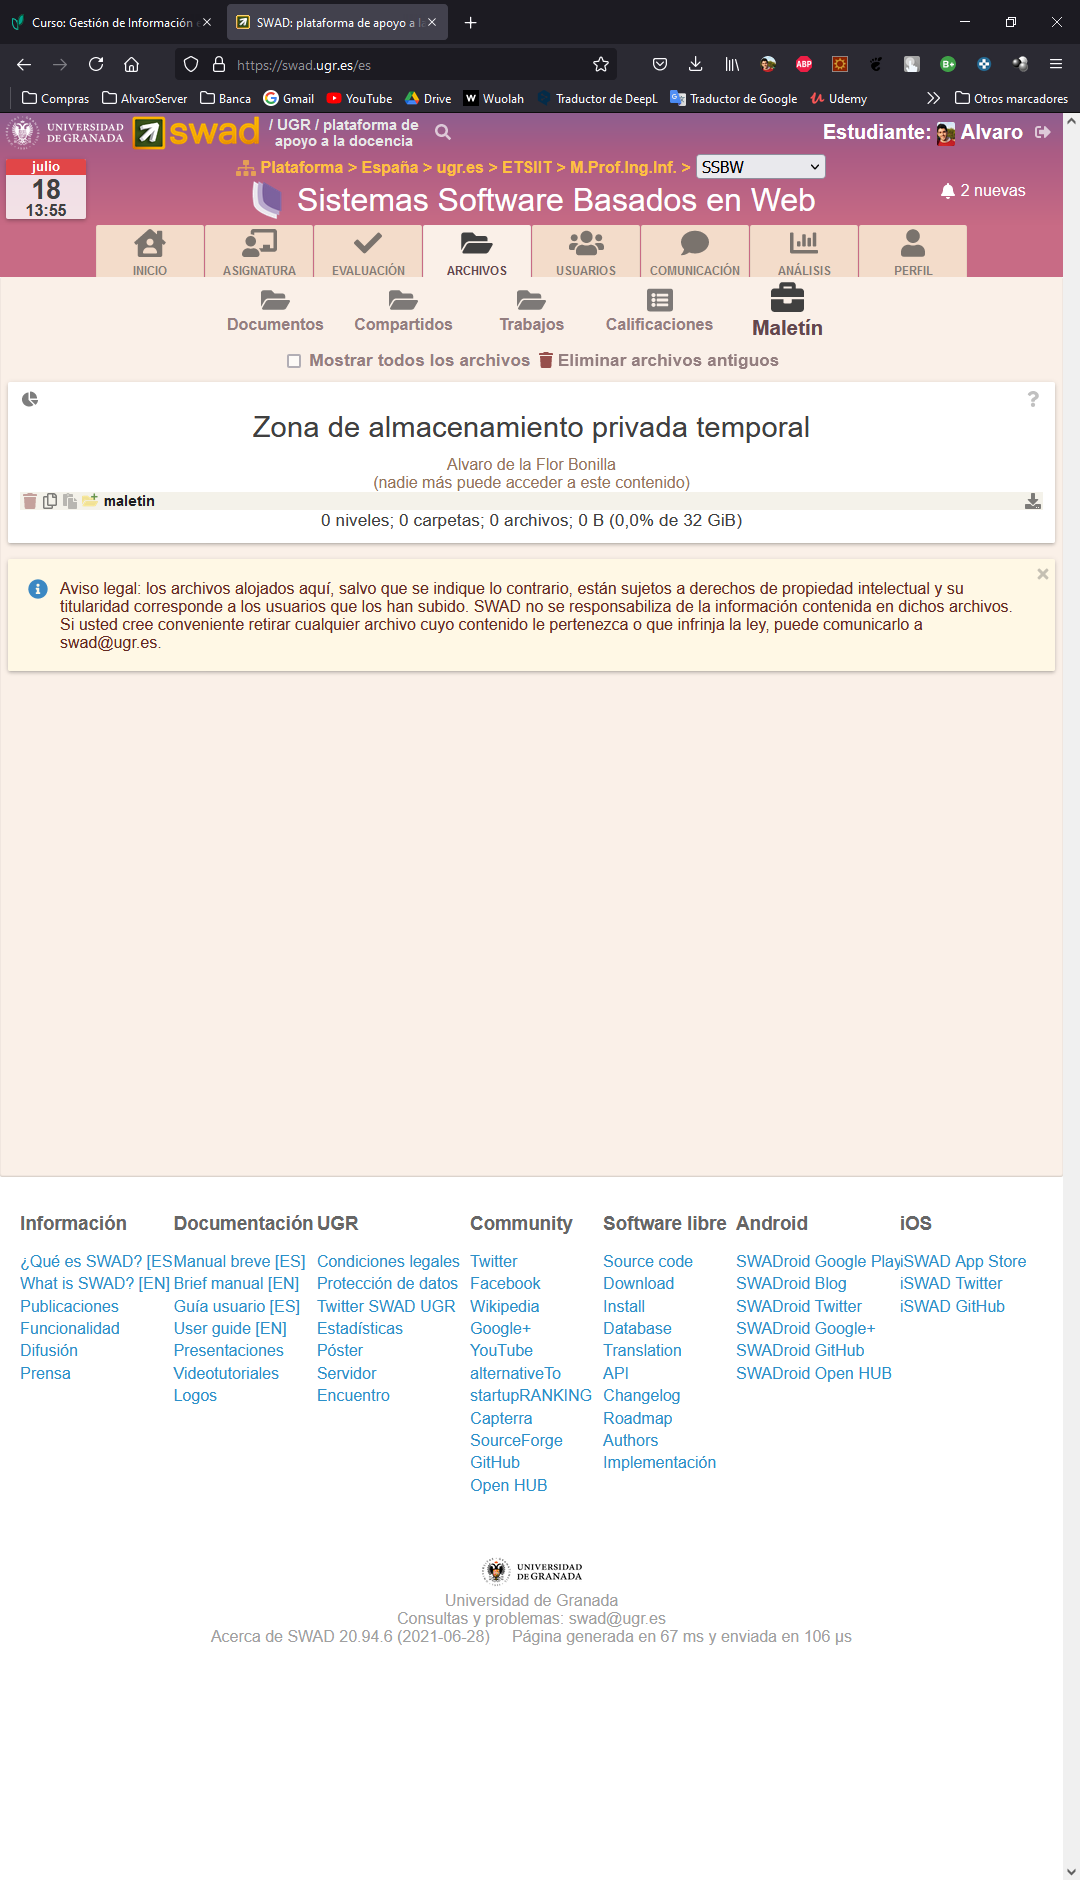 Curso: Gestión de Información
SWAD: plataforma de apoyo a l
https://swad.ugr.es/es
ABP
B+
Compras
AlvaroServer
Banca
Gmail
YouTube
Drive
Wuolah
Traductor de DeepL
Traductor de Google
Udemy
Otros marcadores
UNIVERSIDAD
DE GRANADA
swad
/ UGR / plataforma de
apoyo a la docencia
Estudiante: Alvaro
julio
18
13:55
Plataforma > España > ugr.es > ETSIIT > M.Prof.Ing.Inf. > SSBW
Sistemas Software Basados en Web
2 nuevas
INICIO
ASIGNATURA
EVALUACIÓN
ARCHIVOS
USUARIOS
COMUNICACIÓN
ANÁLISIS
PERFIL
Documentos
Compartidos
Trabajos
Calificaciones
Maletín
Mostrar todos los archivos
Eliminar archivos antiguos
?
Zona de almacenamiento privada temporal
Alvaro de la Flor Bonilla
(nadie más puede acceder a este contenido)
maletin
0 niveles; 0 carpetas; 0 archivos; 0 B (0,0% de 32 GiB)
Aviso legal: los archivos alojados aquí, salvo que se indique lo contrario, están sujetos a derechos de propiedad intelectual y su
titularidad corresponde a los usuarios que los han subido. SWAD no se responsabiliza de la información contenida en dichos archivos.
Si usted cree conveniente retirar cualquier archivo cuyo contenido le pertenezca o que infrinja la ley, puede comunicarlo a
swad@ugr.es.
Información
¿Qué es SWAD? [ES
What is SWAD? [EN]
Publicaciones
Funcionalidad
Difusión
Prensa
Documentación
Manual breve [ES]
Brief manual [EN]
Guía usuario [ES]
User guide [EN]
Presentaciones
Videotutoriales
Logos
UGR
Condiciones legales
Protección de datos
Twitter SWAD UGR
Estadísticas
Póster
Servidor
Encuentro
Community
Twitter
Facebook
Wikipedia
Google+
YouTube
alternativeTo
startupRANKING
Capterra
SourceForge
GitHub
Open HUB
Software libre
Source code
Download
Install
Database
Translation
API
Changelog
Roadmap
Authors
Implementación
Android
SWADroid Google Play
SWADroid Blog
SWADroid Twitter
SWADroid Google+
SWADroid GitHub
SWADroid Open HUB
iOS
iSWAD App Store
iSWAD Twitter
iSWAD GitHub
UNIVERSIDAD
DE GRANADA
Universidad de Granada
Consultas y problemas: swad@ugr.es
Acerca de SWAD 20.94.6 (2021-06-28) Página generada en 67 ms y enviada en 106 µs